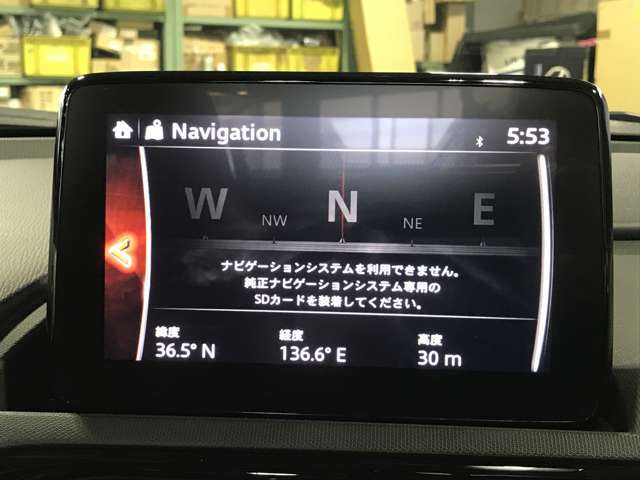 Navigation 5:53
W NW N NE E
ナビゲーションシステムを利用できません。
純正ナビゲーションシステム専用の
SDカードを装着してください。
緯度 経度 高度
36.5° N 136.6° E 30 m